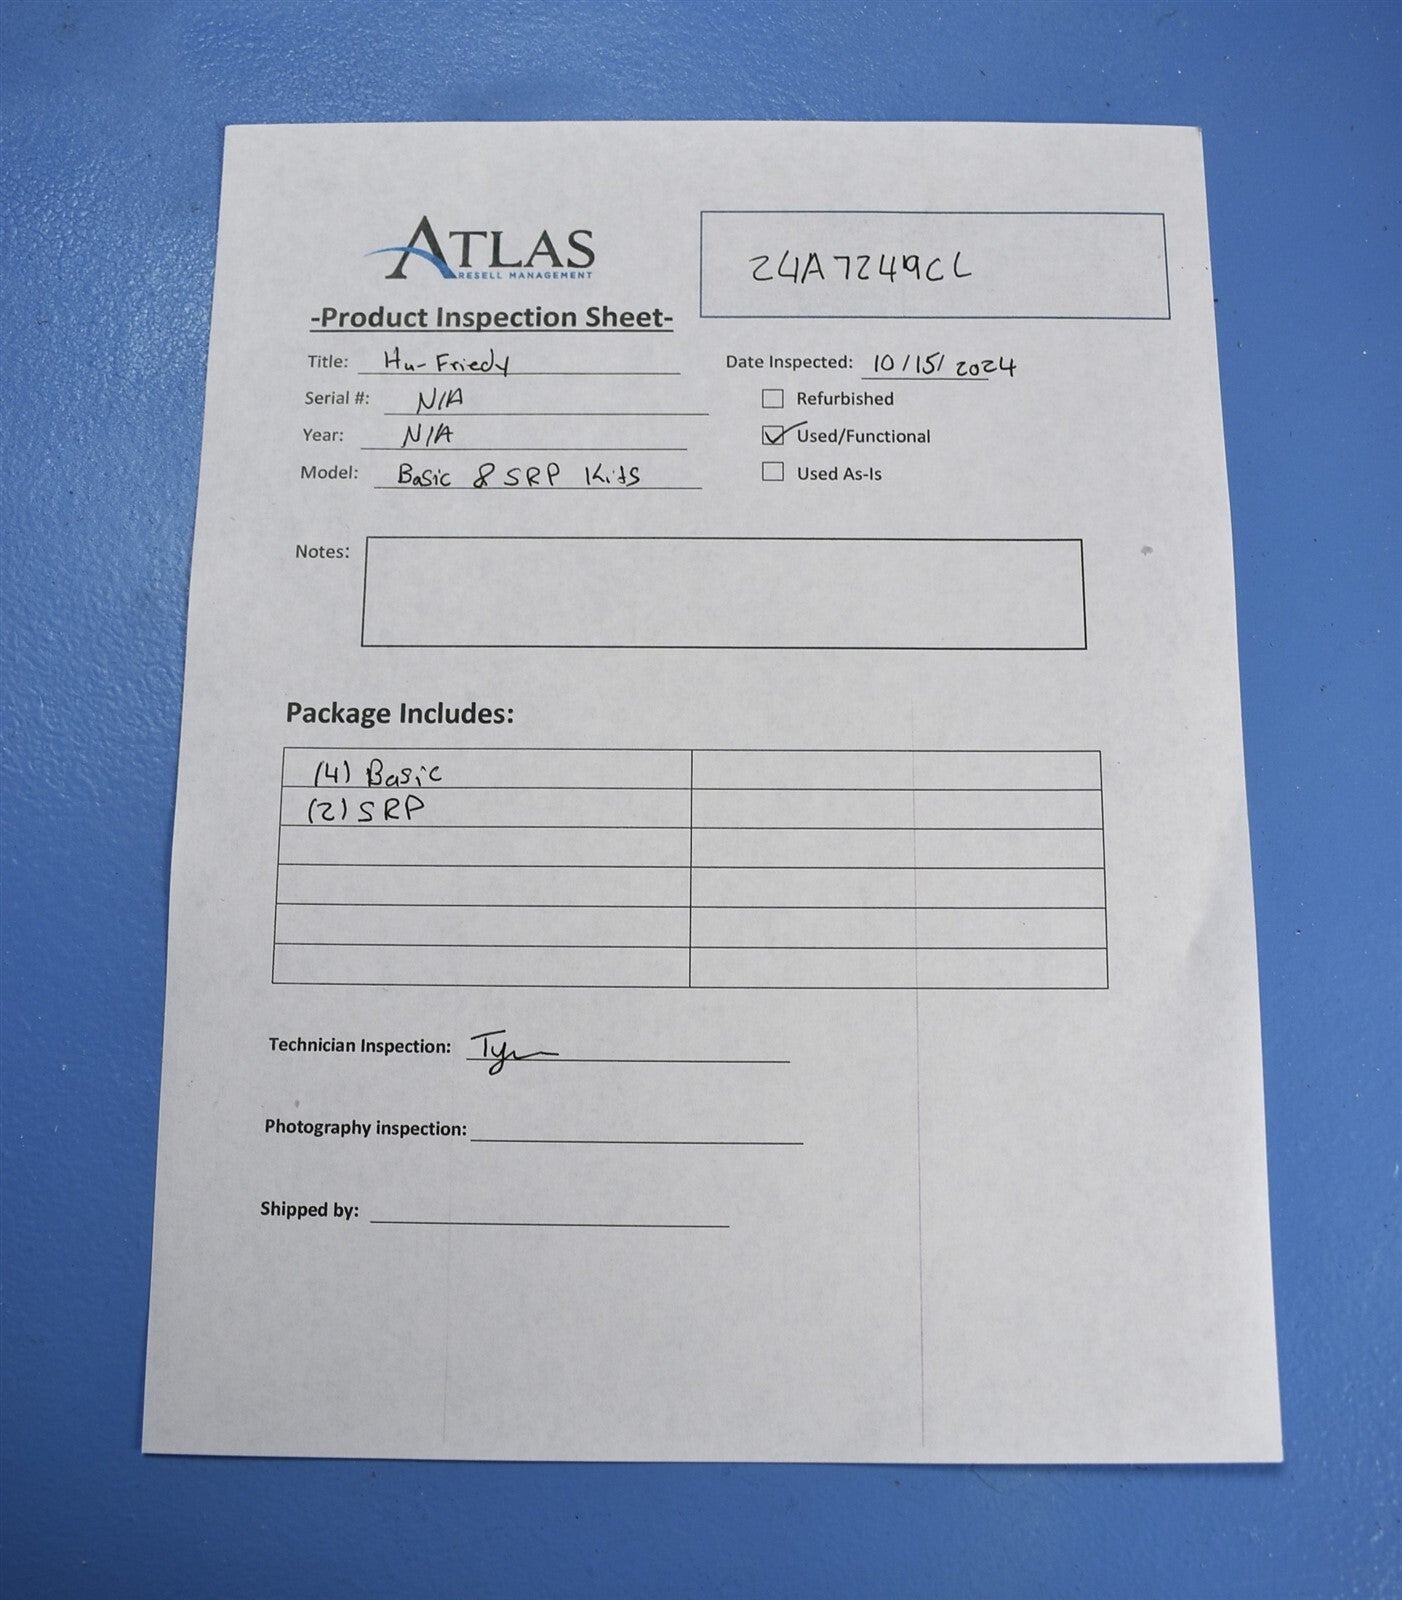 ATLAS
RESELL MANAGEMENT
24A7249CL
-Product Inspection Sheet-
Title: Hu-Friedy
Date Inspected: 10/15/2024
Serial #: N/A
Refurbished
Year: N/A
Used/Functional
Model: Basic & SRP Kits
Used As-Is
Notes:
Package Includes:
(4) Basic
(2) SRP
Technician Inspection:
Photography inspection:
Shipped by: